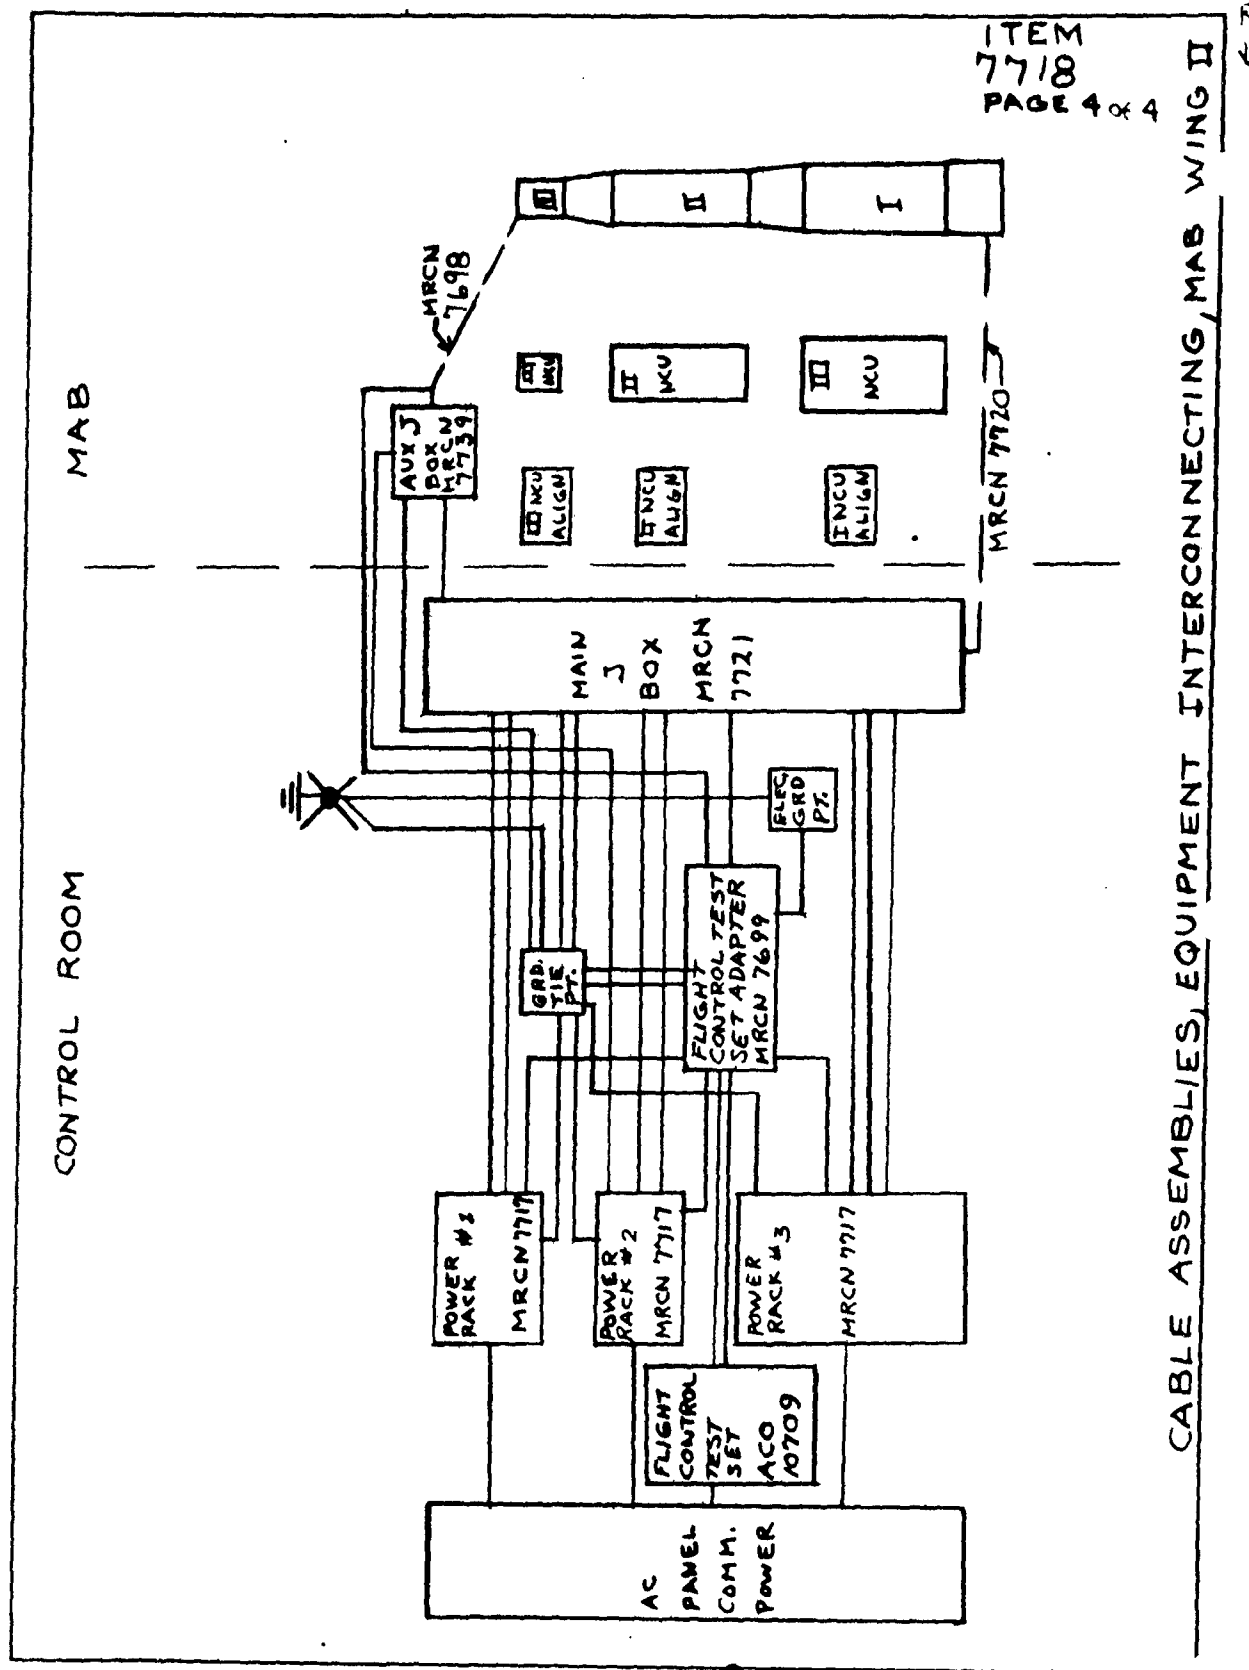 ITEM
7718
PAGE 4 of 4
CONTROL ROOM
MAB
AC
PANEL
COMM.
POWER
POWER
RACK #1
MRCN 7717
POWER
RACK #2
MRCN 7717
POWER
RACK #3
MRCN 7717
FLIGHT
CONTROL
TEST
SET
ACO
10709
GRD.
TIE
PT.
FLIGHT
CONTROL TEST
SET ADAPTER
MRCN 7699
ELEC.
GRD
PT.
MAIN
J
BOX
MRCN
7721
AUX J
BOX
MRCN
7739
MRCN
7698
III NCU
ALIGN
II NCU
ALIGN
I NCU
ALIGN
III
NCU
II
NCU
III
NCU
III
II
I
MRCN 7720
CABLE ASSEMBLIES, EQUIPMENT INTERCONNECTING, MAB WING II